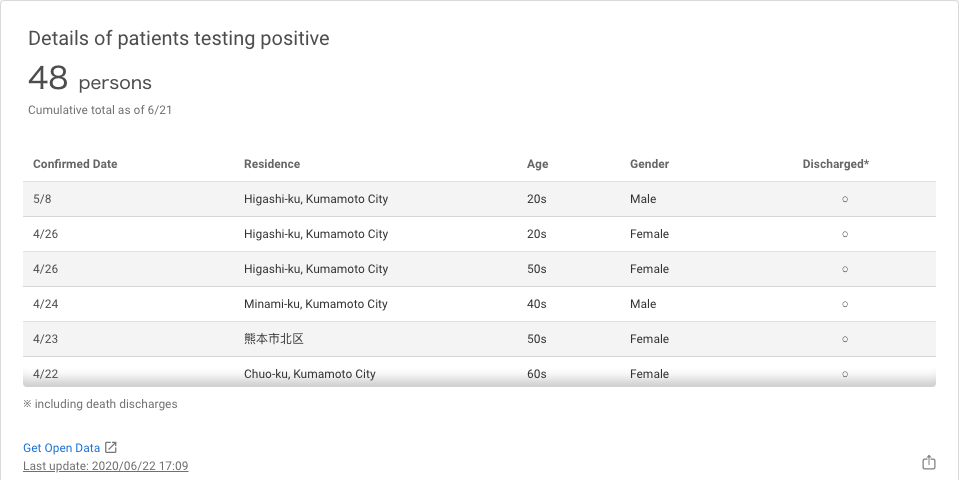 Details of patients testing positive
48 persons
Cumulative total as of 6/21
Confirmed Date Residence Age Gender Discharged*
5/8 Higashi-ku, Kumamoto City 20s Male ○
4/26 Higashi-ku, Kumamoto City 20s Female ○
4/26 Higashi-ku, Kumamoto City 50s Female ○
4/24 Minami-ku, Kumamoto City 40s Male ○
4/23 熊本市北区 50s Female ○
4/22 Chuo-ku, Kumamoto City 60s Female ○
※ including death discharges
Get Open Data
Last update: 2020/06/22 17:09